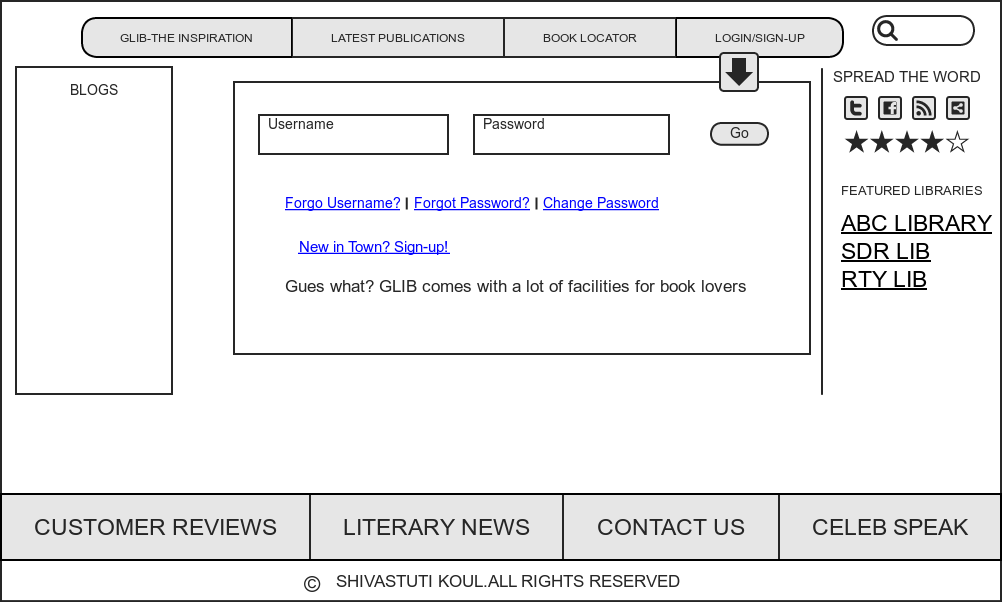 GLIB-THE INSPIRATION
LATEST PUBLICATIONS
BOOK LOCATOR
LOGIN/SIGN-UP
BLOGS
Username
Password
Go
Forgo Username? | Forgot Password? | Change Password
New in Town? Sign-up!
Gues what? GLIB comes with a lot of facilities for book lovers
SPREAD THE WORD
FEATURED LIBRARIES
ABC LIBRARY
SDR LIB
RTY LIB
CUSTOMER REVIEWS
LITERARY NEWS
CONTACT US
CELEB SPEAK
© SHIVASTUTI KOUL.ALL RIGHTS RESERVED